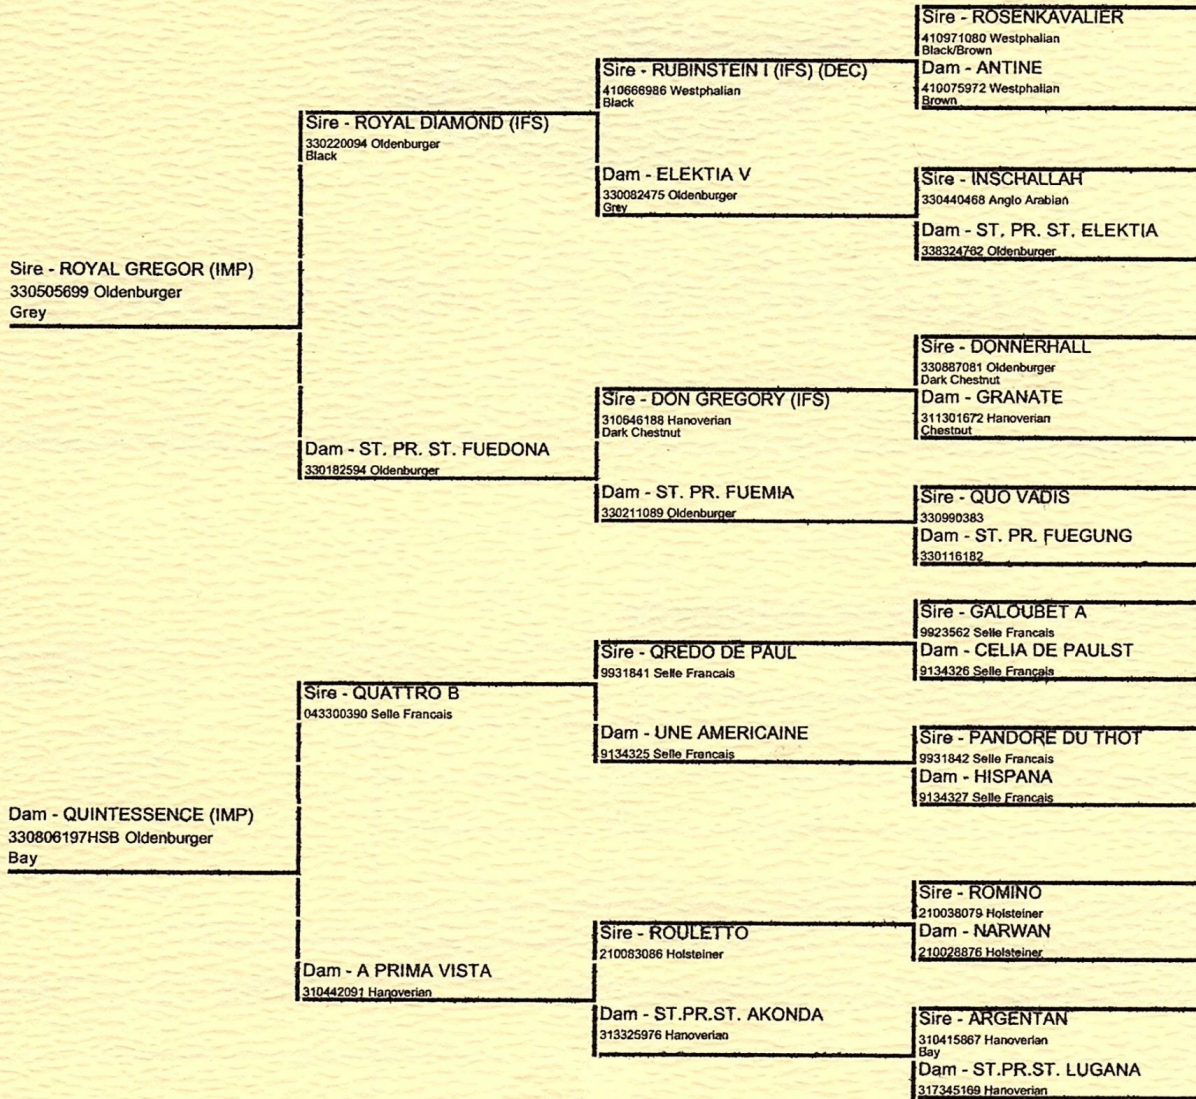 Sire - ROYAL GREGOR (IMP)
330505699 Oldenburger
Grey
Dam - QUINTESSENCE (IMP)
330806197HSB Oldenburger
Bay
Sire - ROYAL DIAMOND (IFS)
330220094 Oldenburger
Black
Dam - ST. PR. ST. FUEDONA
330182594 Oldenburger
Sire - QUATTRO B
043300390 Selle Francais
Dam - A PRIMA VISTA
310442091 Hanoverian
Sire - RUBINSTEIN I (IFS) (DEC)
410666986 Westphalian
Black
Dam - ELEKTIA V
330082475 Oldenburger
Grey
Sire - DON GREGORY (IFS)
310646188 Hanoverian
Dark Chestnut
Dam - ST. PR. FUEMIA
330211089 Oldenburger
Sire - QREDO DE PAUL
9931841 Selle Francais
Dam - UNE AMERICAINE
9134325 Selle Francais
Sire - ROULETTO
210083086 Holsteiner
Dam - ST.PR.ST. AKONDA
313325976 Hanoverian
Sire - ROSENKAVALIER
410971080 Westphalian
Black/Brown
Dam - ANTINE
410075972 Westphalian
Brown
Sire - INSCHALLAH
330440468 Anglo Arabian
Dam - ST. PR. ST. ELEKTIA
338324762 Oldenburger
Sire - DONNERHALL
330887081 Oldenburger
Dark Chestnut
Dam - GRANATE
311301672 Hanoverian
Chestnut
Sire - QUO VADIS
330990383
Dam - ST. PR. FUEGUNG
330116182
Sire - GALOUBET A
9923562 Selle Francais
Dam - CELIA DE PAULST
9134326 Selle Francais
Sire - PANDORE DU THOT
9931842 Selle Francais
Dam - HISPANA
9134327 Selle Francais
Sire - ROMINO
210038079 Holsteiner
Dam - NARWAN
210028876 Holsteiner
Sire - ARGENTAN
310415867 Hanoverian
Bay
Dam - ST.PR.ST. LUGANA
317345169 Hanoverian